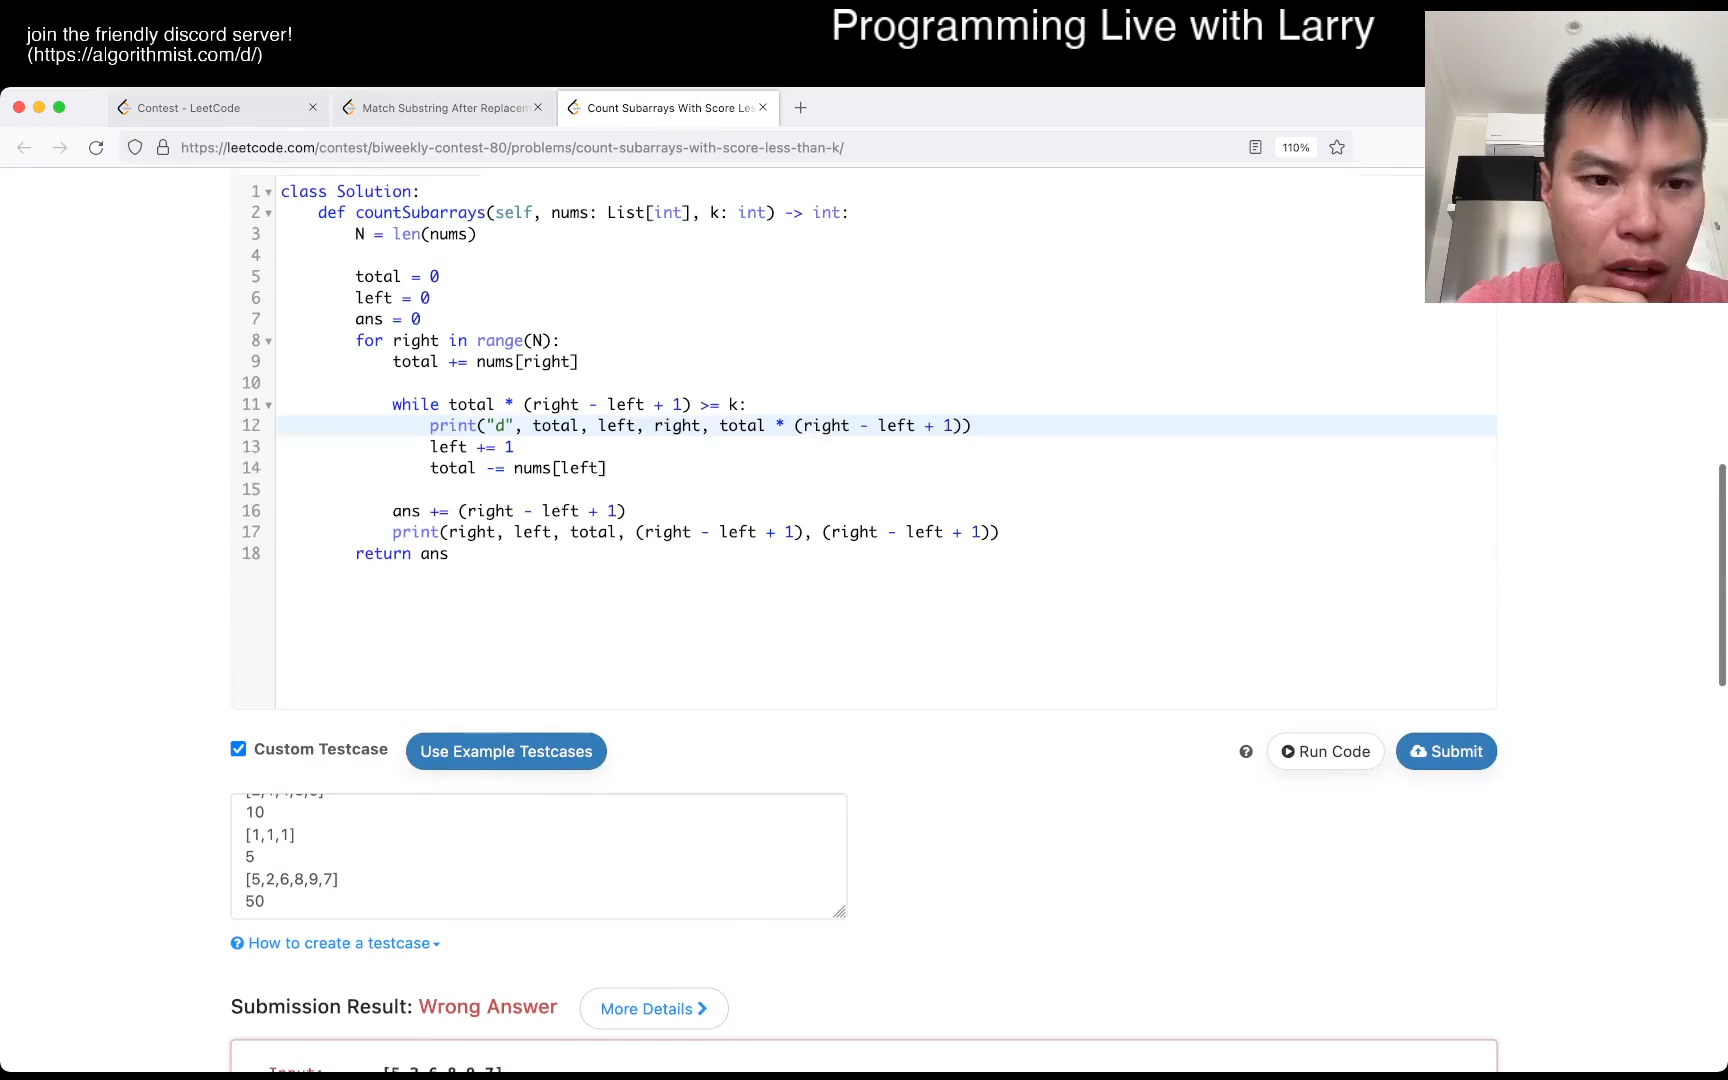 join the friendly discord server!
(https://algorithmist.com/d/)
Programming Live with Larry
Contest - LeetCode
Match Substring After Replacem
Count Subarrays With Score Les
https://leetcode.com/contest/biweekly-contest-80/problems/count-subarrays-with-score-less-than-k/
110%
1 class Solution:
2 def countSubarrays(self, nums: List[int], k: int) -> int:
3 N = len(nums)
4
5 total = 0
6 left = 0
7 ans = 0
8 for right in range(N):
9 total += nums[right]
10
11 while total * (right - left + 1) >= k:
12 print("d", total, left, right, total * (right - left + 1))
13 left += 1
14 total -= nums[left]
15
16 ans += (right - left + 1)
17 print(right, left, total, (right - left + 1), (right - left + 1))
18 return ans
Custom Testcase
Use Example Testcases
Run Code
Submit
10
[1,1,1]
5
[5,2,6,8,9,7]
50
How to create a testcase
Submission Result: Wrong Answer
More Details